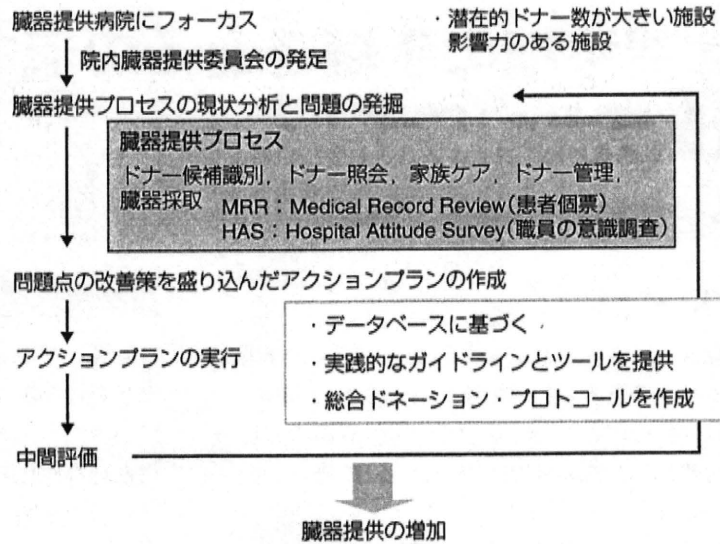 臓器提供病院にフォーカス
・潜在的ドナー数が大きい施設
影響力のある施設
院内臓器提供委員会の発足
臓器提供プロセスの現状分析と問題の発掘
臓器提供プロセス
ドナー候補識別，ドナー照会，家族ケア，ドナー管理，
臓器採取 MRR：Medical Record Review(患者個票)
HAS：Hospital Attitude Survey(職員の意識調査)
問題点の改善策を盛り込んだアクションプランの作成
・データベースに基づく
・実践的なガイドラインとツールを提供
・総合ドネーション・プロトコールを作成
アクションプランの実行
中間評価
臓器提供の増加